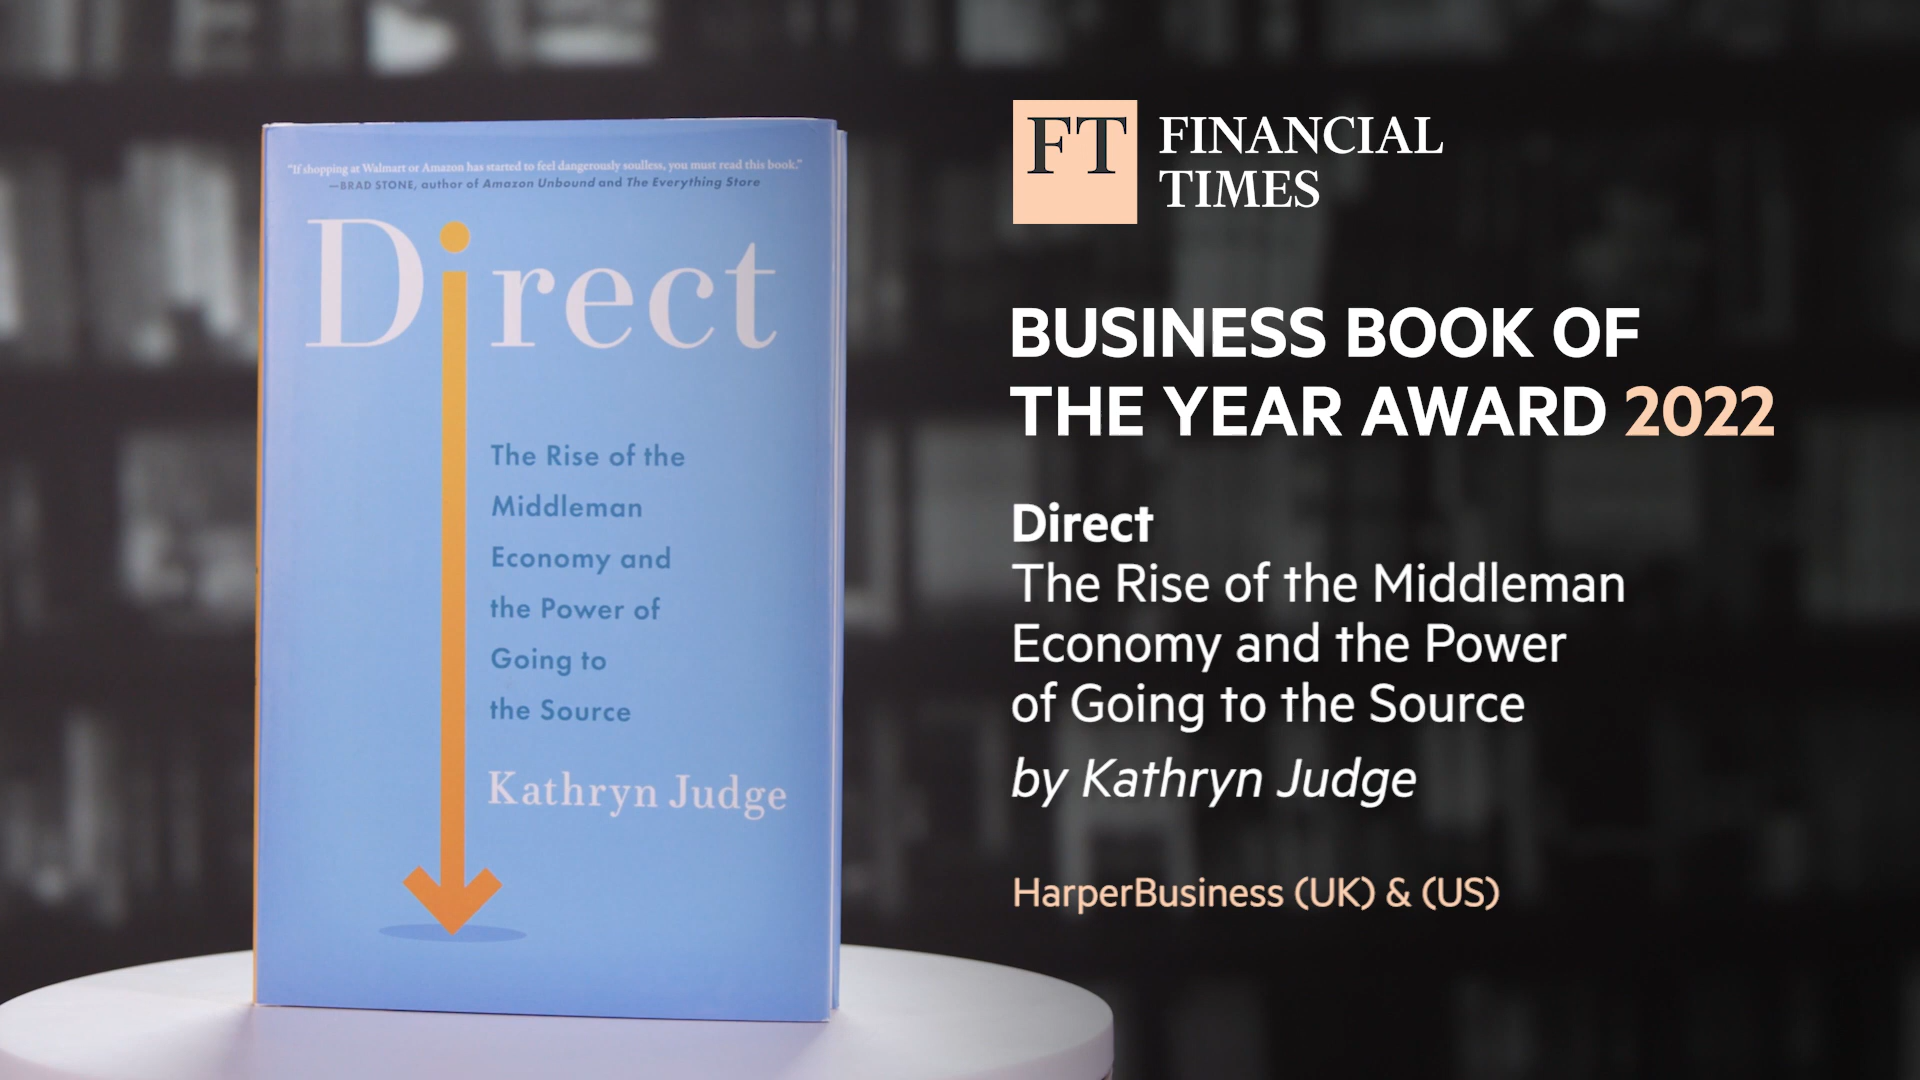 "If shopping at Walmart or Amazon has started to feel dangerously soulless, you must read this book."
—BRAD STONE, author of Amazon Unbound and The Everything Store
Direct
The Rise of the
Middleman
Economy and
the Power of
Going to
the Source
Kathryn Judge
FT FINANCIAL
TIMES
BUSINESS BOOK OF
THE YEAR AWARD 2022
Direct
The Rise of the Middleman
Economy and the Power
of Going to the Source
by Kathryn Judge
HarperBusiness (UK) & (US)